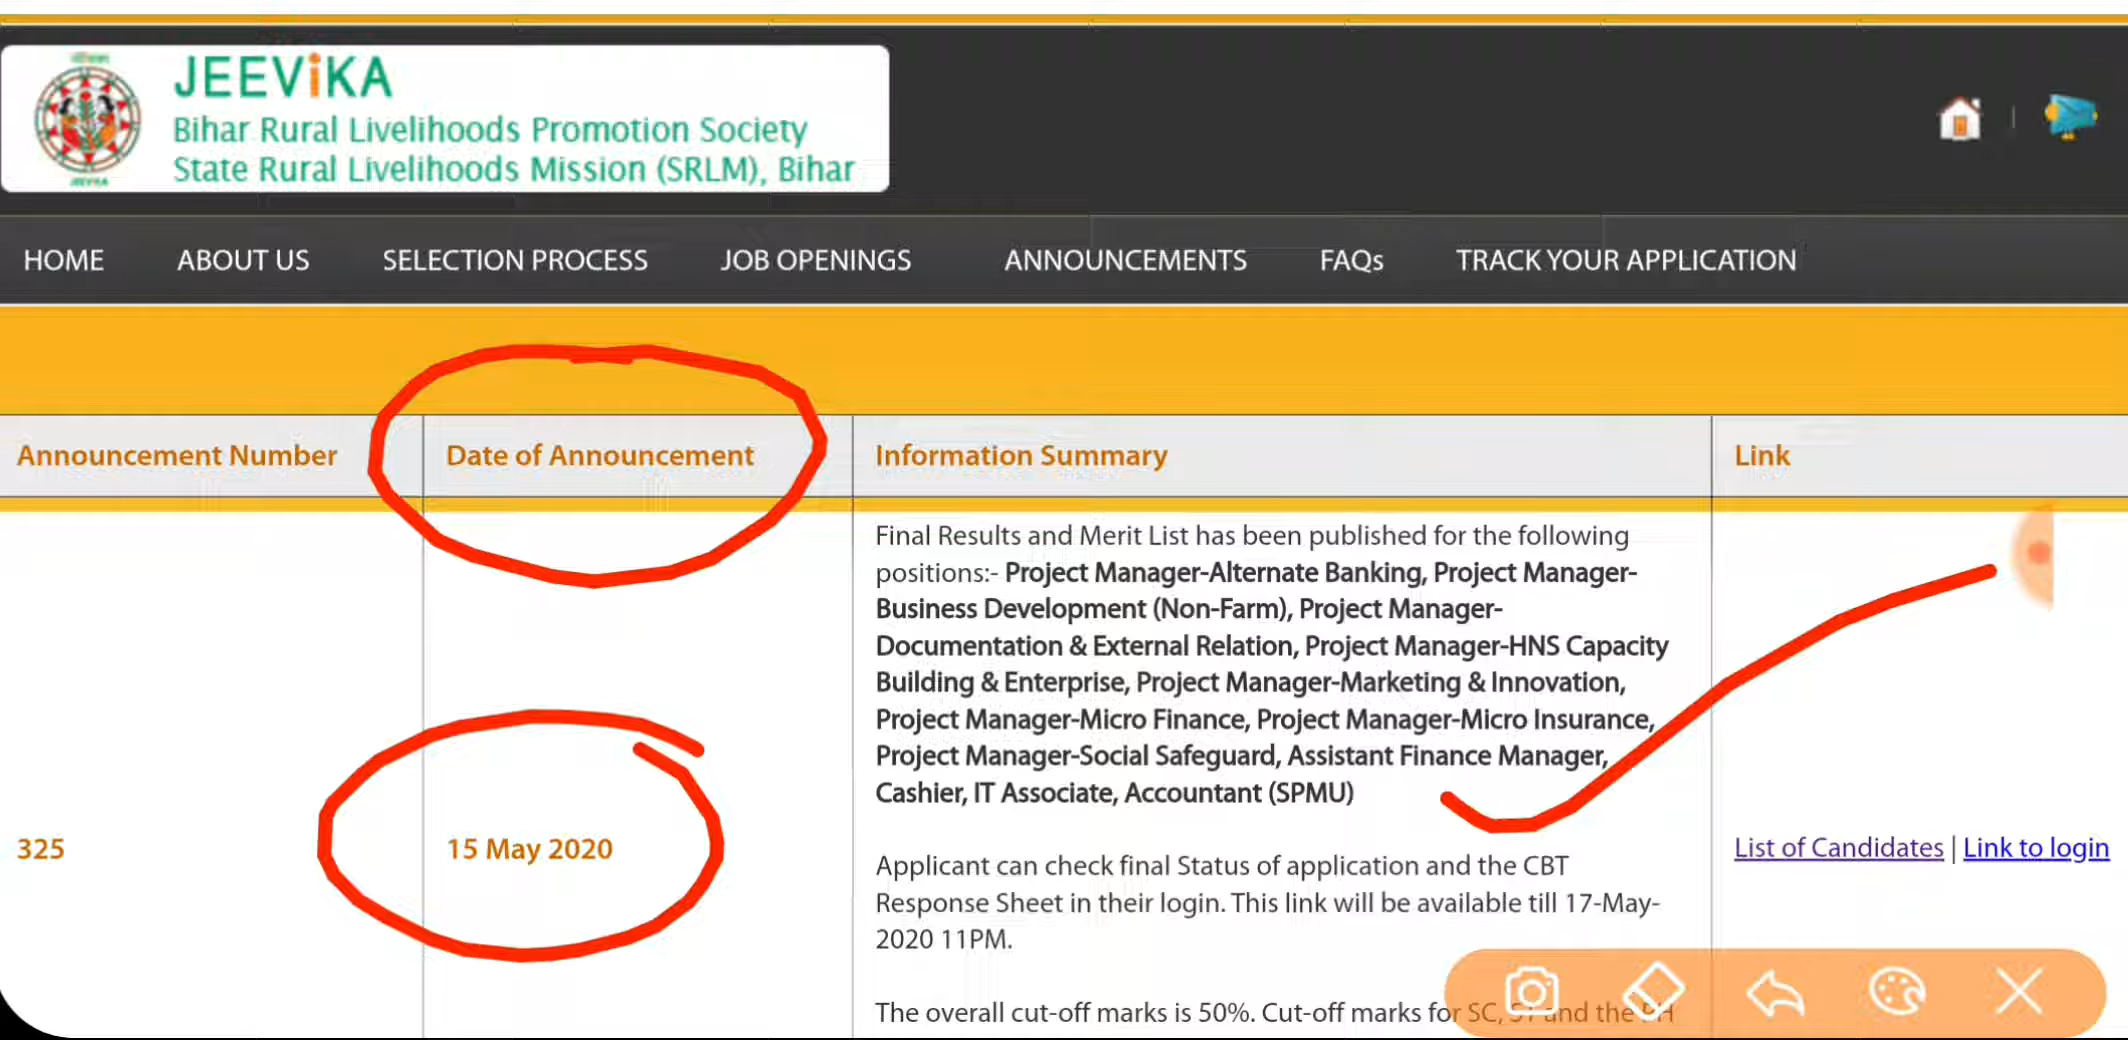 JEEViKA
Bihar Rural Livelihoods Promotion Society
State Rural Livelihoods Mission (SRLM), Bihar
HOME ABOUT US SELECTION PROCESS JOB OPENINGS ANNOUNCEMENTS FAQs TRACK YOUR APPLICATION
Announcement Number Date of Announcement Information Summary Link
Final Results and Merit List has been published for the following
positions:- Project Manager-Alternate Banking, Project Manager-
Business Development (Non-Farm), Project Manager-
Documentation & External Relation, Project Manager-HNS Capacity
Building & Enterprise, Project Manager-Marketing & Innovation,
Project Manager-Micro Finance, Project Manager-Micro Insurance,
Project Manager-Social Safeguard, Assistant Finance Manager,
Cashier, IT Associate, Accountant (SPMU)
325 15 May 2020 List of Candidates | Link to login
Applicant can check final Status of application and the CBT
Response Sheet in their login. This link will be available till 17-May-
2020 11PM.
The overall cut-off marks is 50%. Cut-off marks for SC, ST and the PH